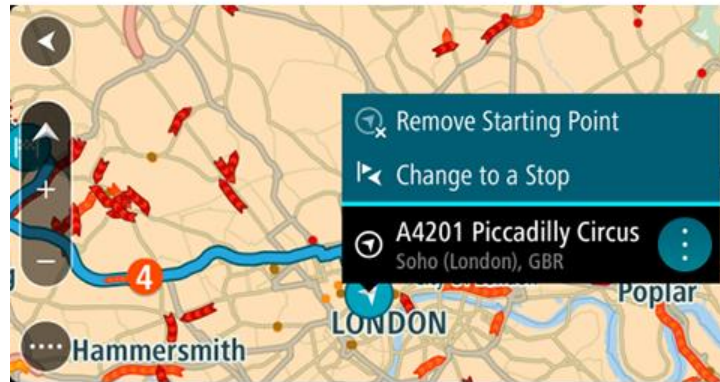 Remove Starting Point
Change to a Stop
A4201 Piccadilly Circus
Soho (London), GBR
4
Poplar
LONDON
Hammersmith